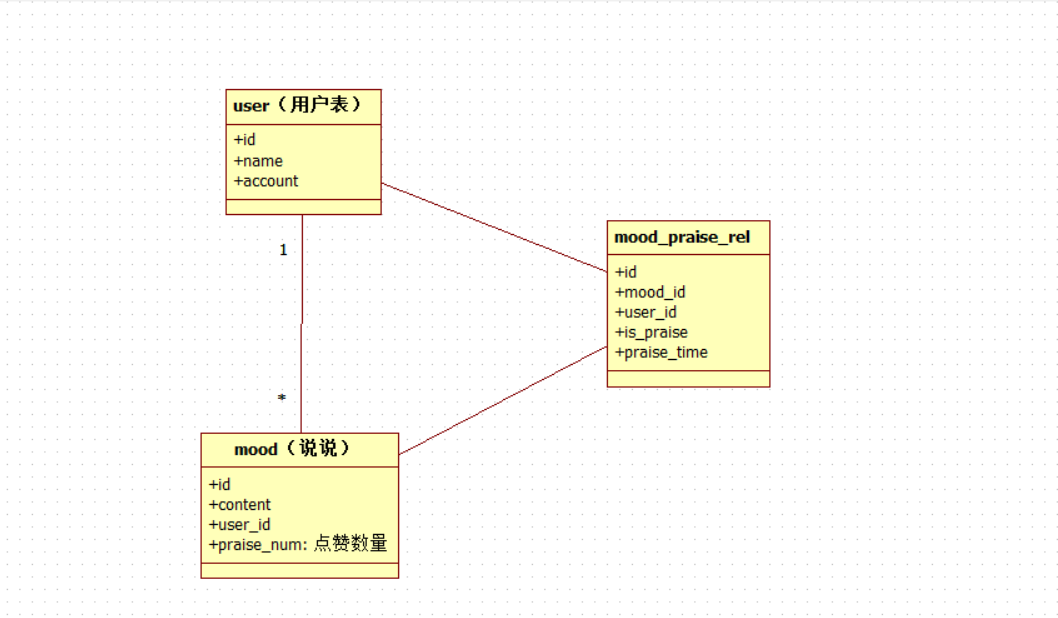 user（用户表）
+id
+name
+account
1
*
mood（说说）
+id
+content
+user_id
+praise_num: 点赞数量
mood_praise_rel
+id
+mood_id
+user_id
+is_praise
+praise_time